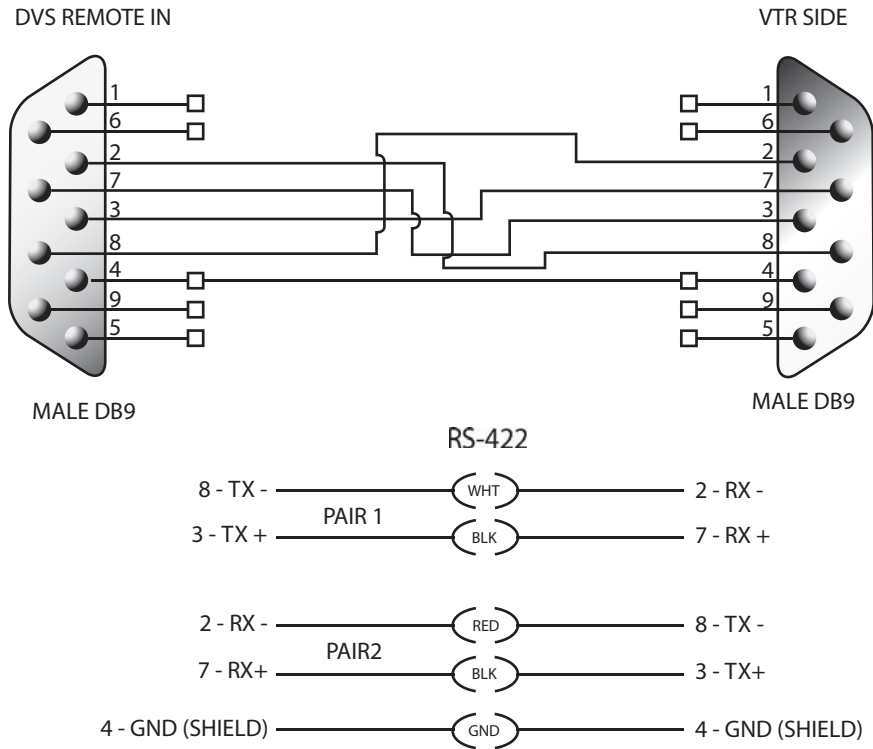 DVS REMOTE IN
VTR SIDE
1
6
2
7
3
8
4
9
5
1
6
2
7
3
8
4
9
5
MALE DB9
MALE DB9
RS-422
8 - TX - WHT 2 - RX -
PAIR 1
3 - TX + BLK 7 - RX +
2 - RX - RED 8 - TX -
PAIR2
7 - RX+ BLK 3 - TX+
4 - GND (SHIELD) GND 4 - GND (SHIELD)